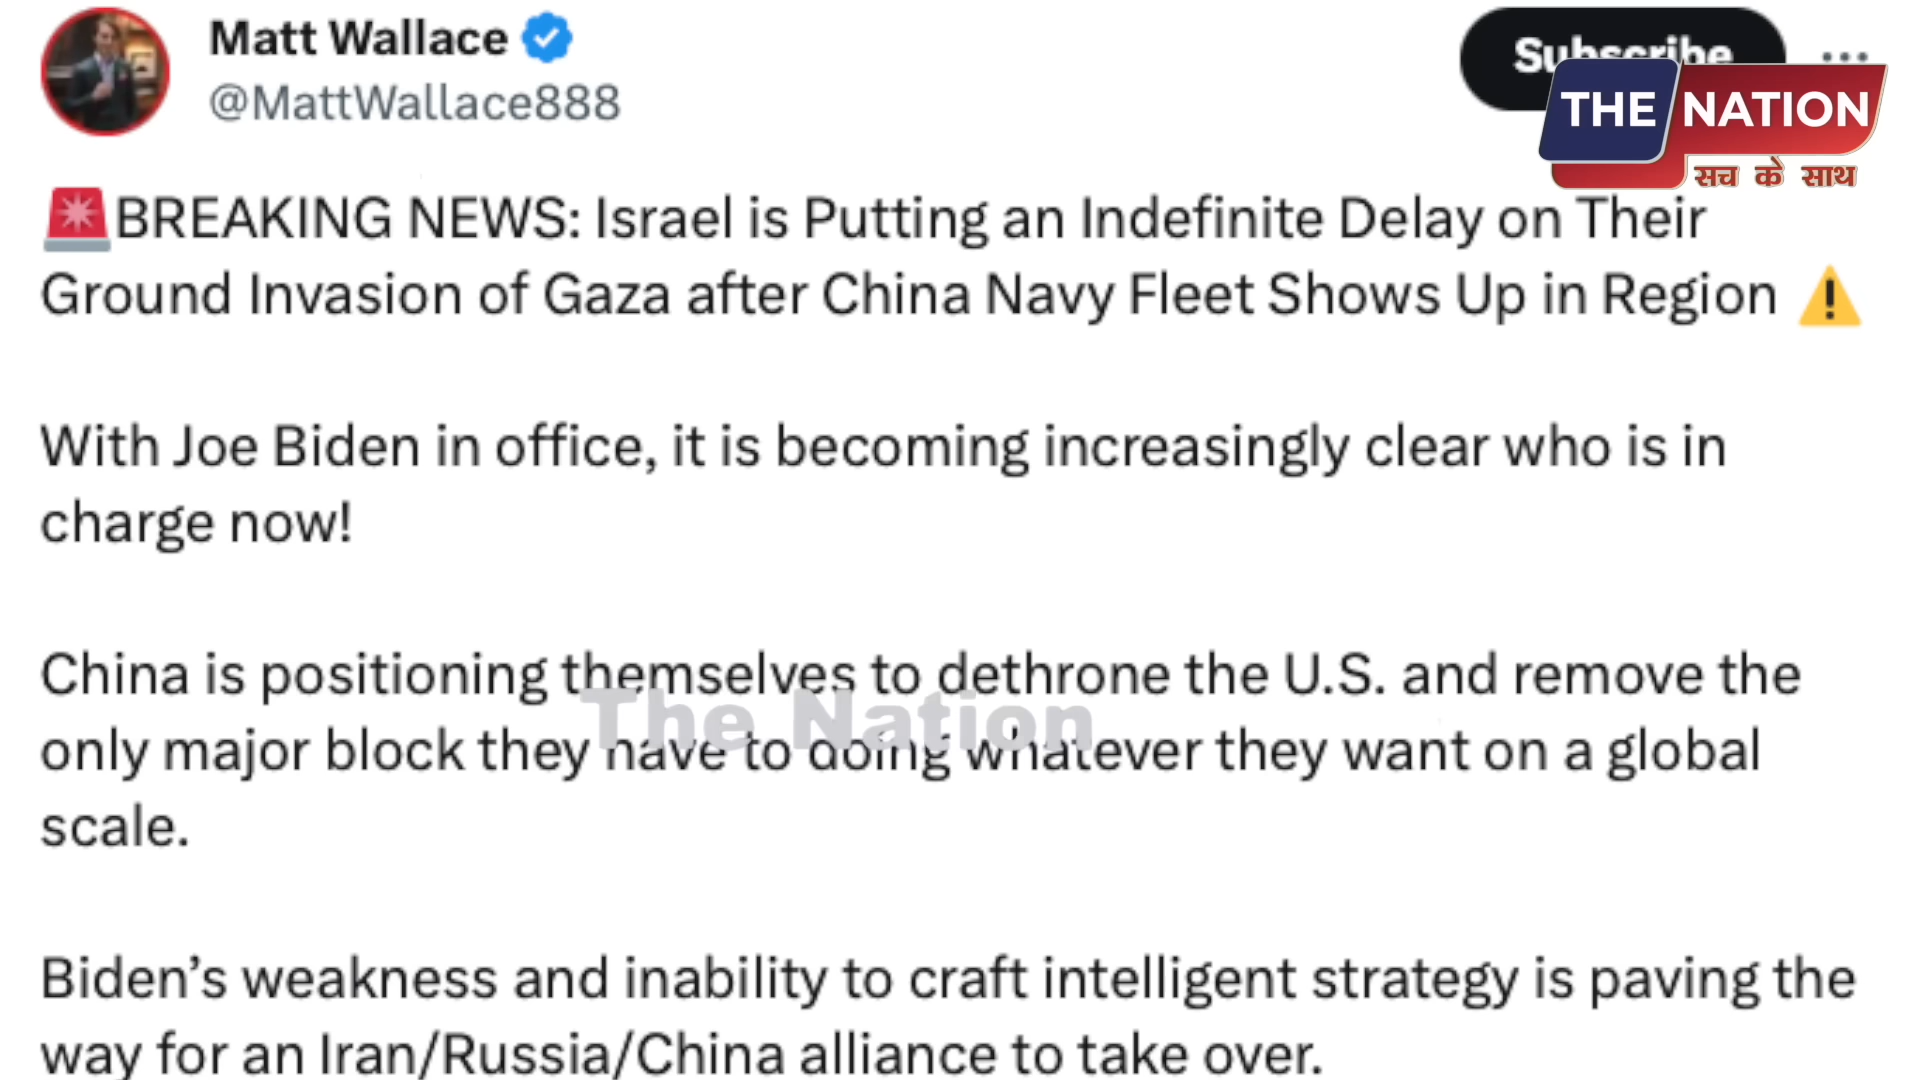 Matt Wallace
@MattWallace888
Subscribe
THE NATION
सच के साथ
BREAKING NEWS: Israel is Putting an Indefinite Delay on Their
Ground Invasion of Gaza after China Navy Fleet Shows Up in Region
With Joe Biden in office, it is becoming increasingly clear who is in
charge now!
China is positioning themselves to dethrone the U.S. and remove the
The Nation
only major block they have to doing whatever they want on a global
scale.
Biden’s weakness and inability to craft intelligent strategy is paving the
way for an Iran/Russia/China alliance to take over.